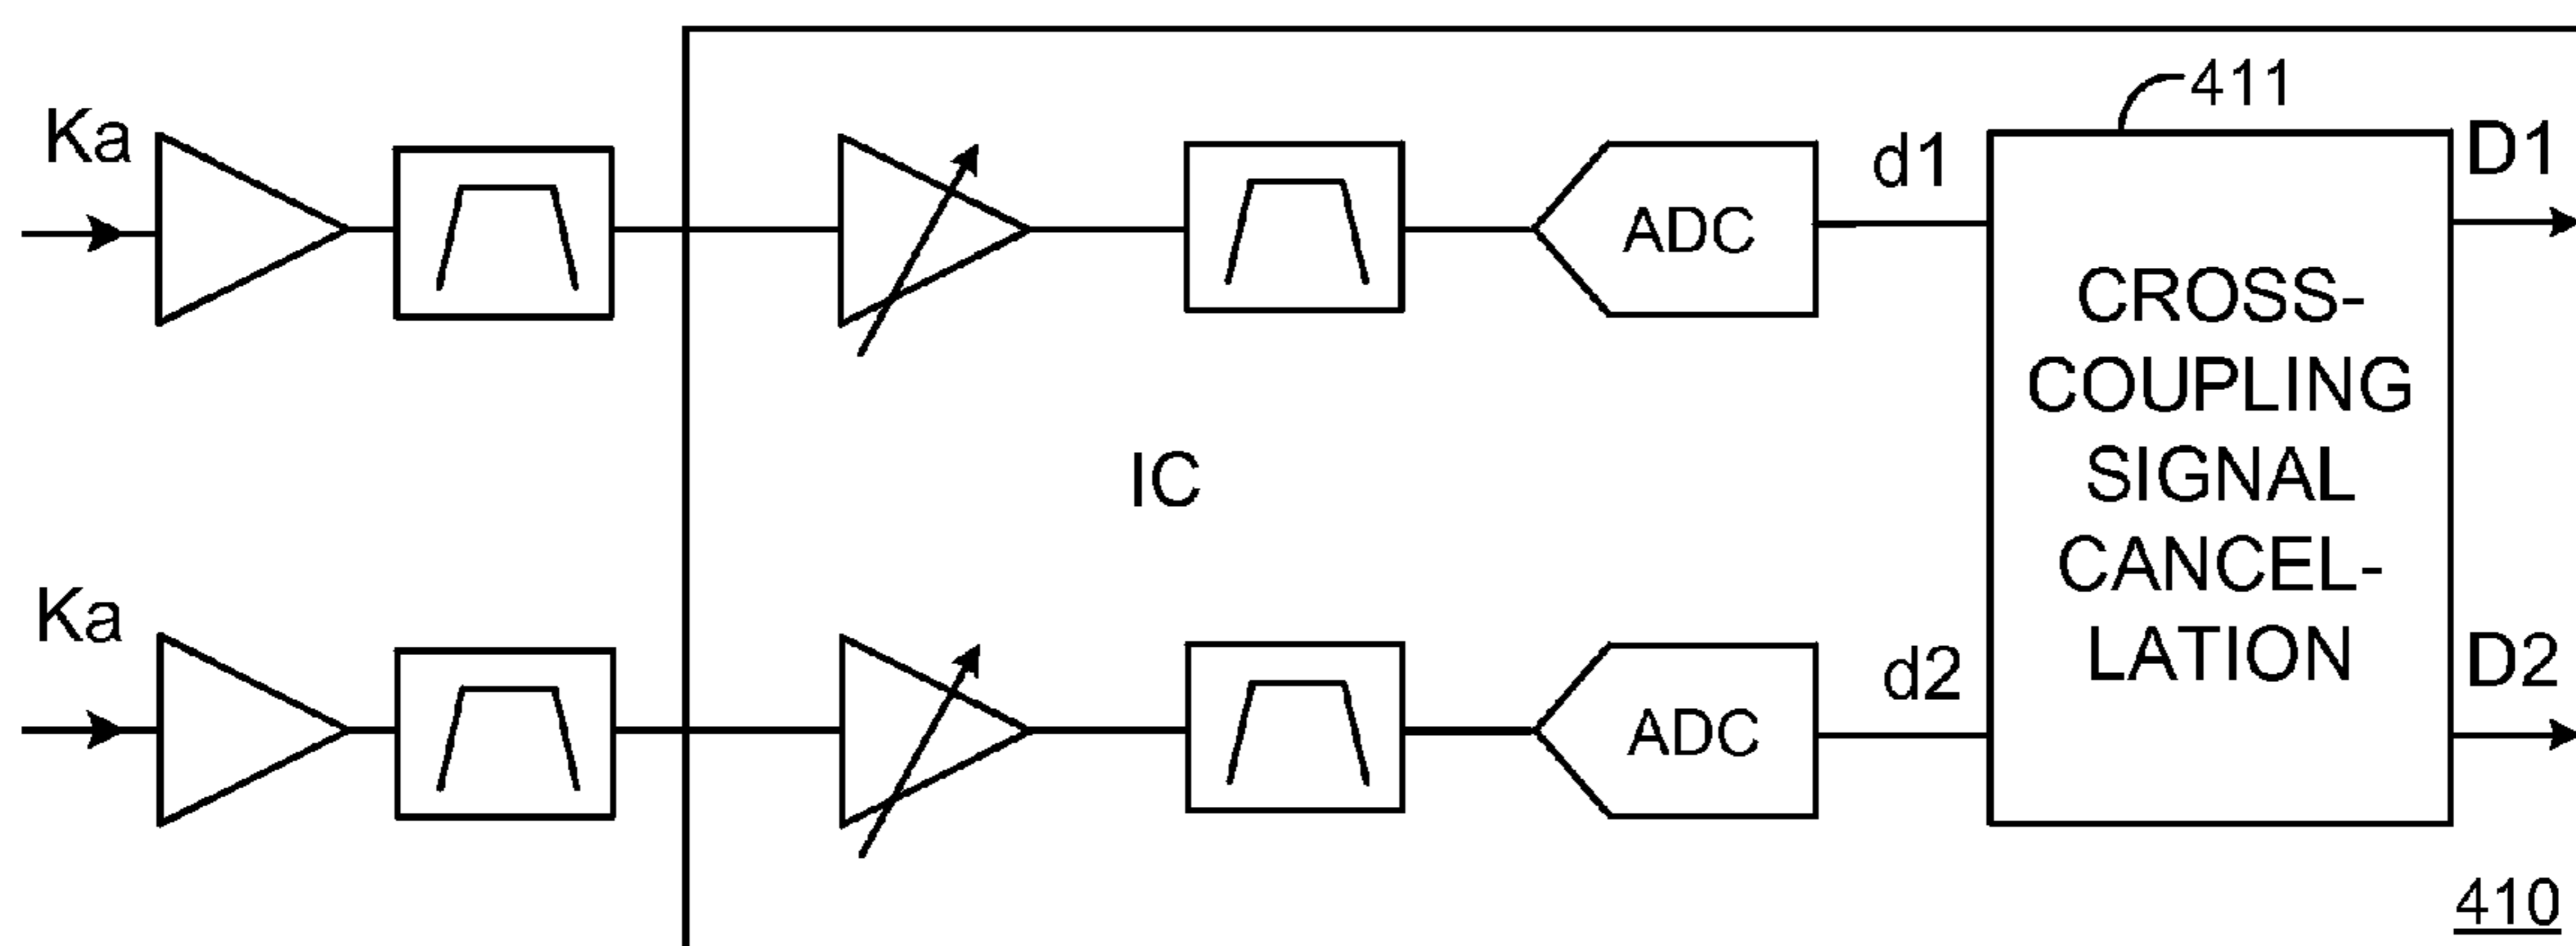 411
Ka
d1
D1
ADC
CROSS-
COUPLING
SIGNAL
CANCEL-
LATION
IC
Ka
d2
D2
ADC
410